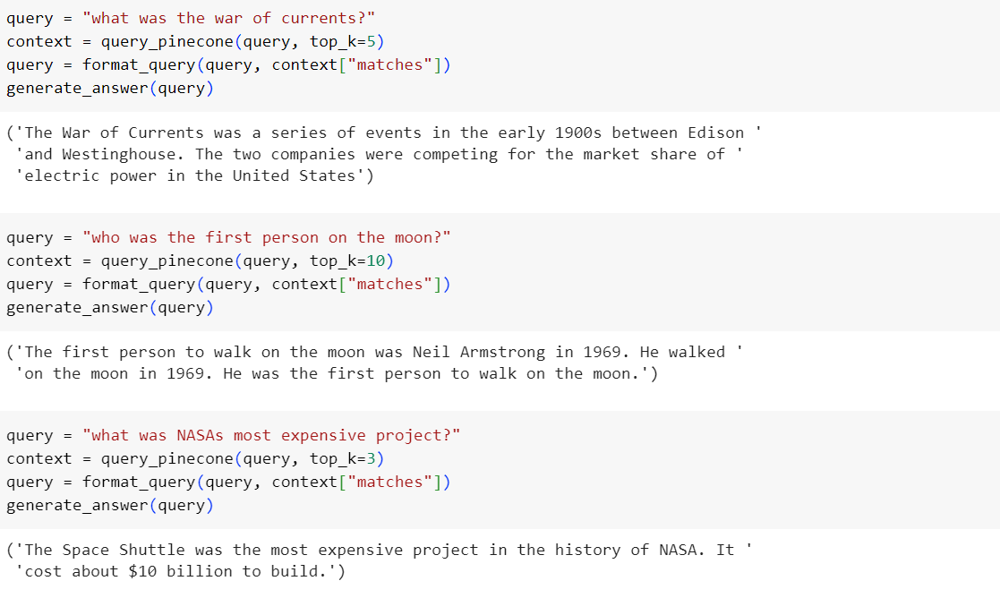 query = "what was the war of currents?"
context = query_pinecone(query, top_k=5)
query = format_query(query, context["matches"])
generate_answer(query)
('The War of Currents was a series of events in the early 1900s between Edison '
 'and Westinghouse. The two companies were competing for the market share of '
 'electric power in the United States')
query = "who was the first person on the moon?"
context = query_pinecone(query, top_k=10)
query = format_query(query, context["matches"])
generate_answer(query)
('The first person to walk on the moon was Neil Armstrong in 1969. He walked '
 'on the moon in 1969. He was the first person to walk on the moon.')
query = "what was NASAs most expensive project?"
context = query_pinecone(query, top_k=3)
query = format_query(query, context["matches"])
generate_answer(query)
('The Space Shuttle was the most expensive project in the history of NASA. It '
 'cost about $10 billion to build.')